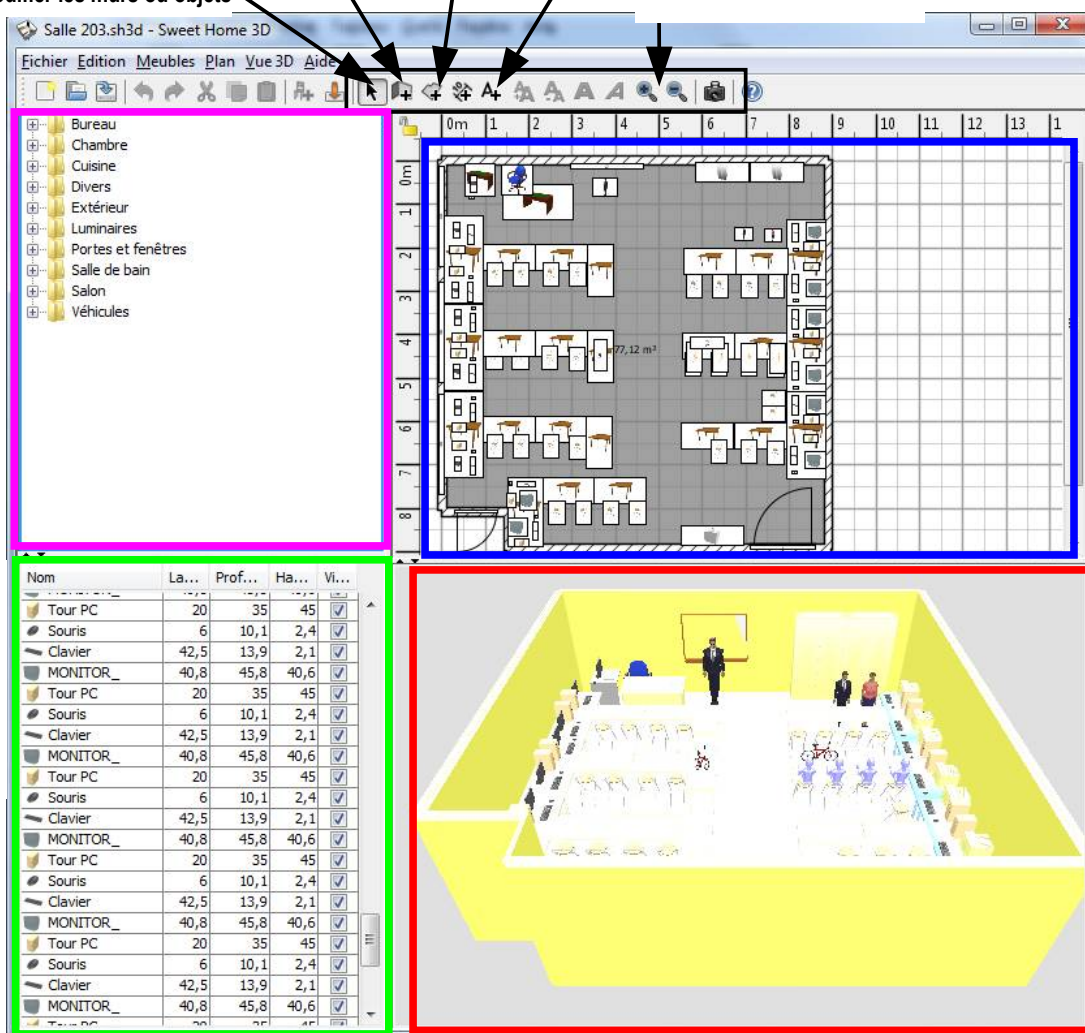 les murs ou objets
Salle 203.sh3d - Sweet Home 3D
Fichier Edition Meubles Plan Vue 3D Aide
Bureau
Chambre
Cuisine
Divers
Extérieur
Luminaires
Portes et fenêtres
Salle de bain
Salon
Véhicules
0m 1 2 3 4 5 6 7 8 9 10 11 12 13 1
0m
1
2
3
4
5
6
7
8
77,12 m²
Nom La... Prof... Ha... Vi...
Tour PC 20 35 45
Souris 6 10,1 2,4
Clavier 42,5 13,9 2,1
MONITOR_ 40,8 45,8 40,6
Tour PC 20 35 45
Souris 6 10,1 2,4
Clavier 42,5 13,9 2,1
MONITOR_ 40,8 45,8 40,6
Tour PC 20 35 45
Souris 6 10,1 2,4
Clavier 42,5 13,9 2,1
MONITOR_ 40,8 45,8 40,6
Tour PC 20 35 45
Souris 6 10,1 2,4
Clavier 42,5 13,9 2,1
MONITOR_ 40,8 45,8 40,6
Tour PC 20 35 45
Souris 6 10,1 2,4
Clavier 42,5 13,9 2,1
MONITOR_ 40,8 45,8 40,6
Tour PC 20 35 45